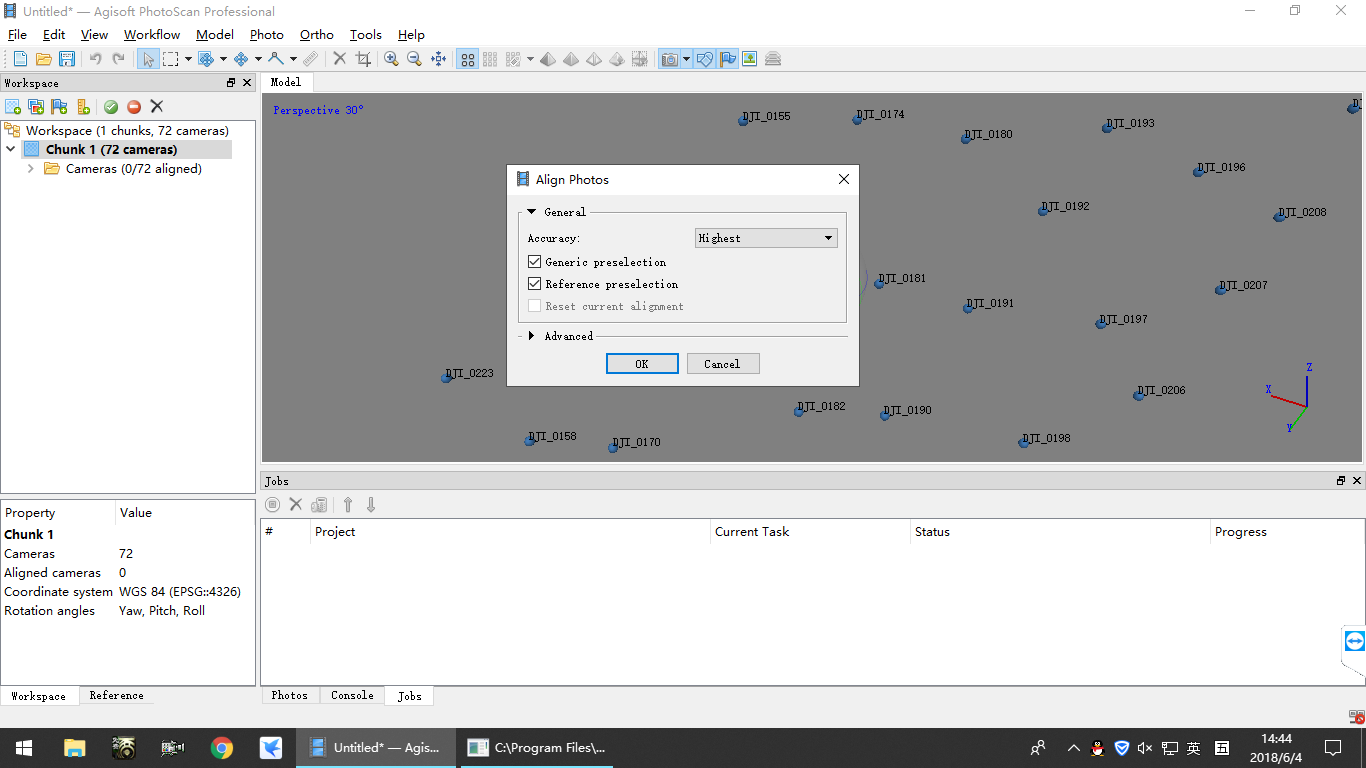 Untitled* — Agisoft PhotoScan Professional
File Edit View Workflow Model Photo Ortho Tools Help
Workspace
Workspace (1 chunks, 72 cameras)
Chunk 1 (72 cameras)
Cameras (0/72 aligned)
Property Value
Chunk 1
Cameras 72
Aligned cameras 0
Coordinate system WGS 84 (EPSG::4326)
Rotation angles Yaw, Pitch, Roll
Workspace Reference
Model
Perspective 30°
DJI_0155
DJI_0174
DJI_0180
DJI_0193
DJI_0196
DJI_0192
DJI_0208
DJI_0181
DJI_0207
DJI_0191
DJI_0197
DJI_0223
DJI_0206
DJI_0182
DJI_0190
DJI_0158
DJI_0170
DJI_0198
Z
X
Y
Align Photos
General
Accuracy: Highest
Generic preselection
Reference preselection
Reset current alignment
Advanced
OK Cancel
Jobs
# Project Current Task Status Progress
Photos Console Jobs
Untitled* — Agis...
C:\Program Files\...
英
五
14:44
2018/6/4